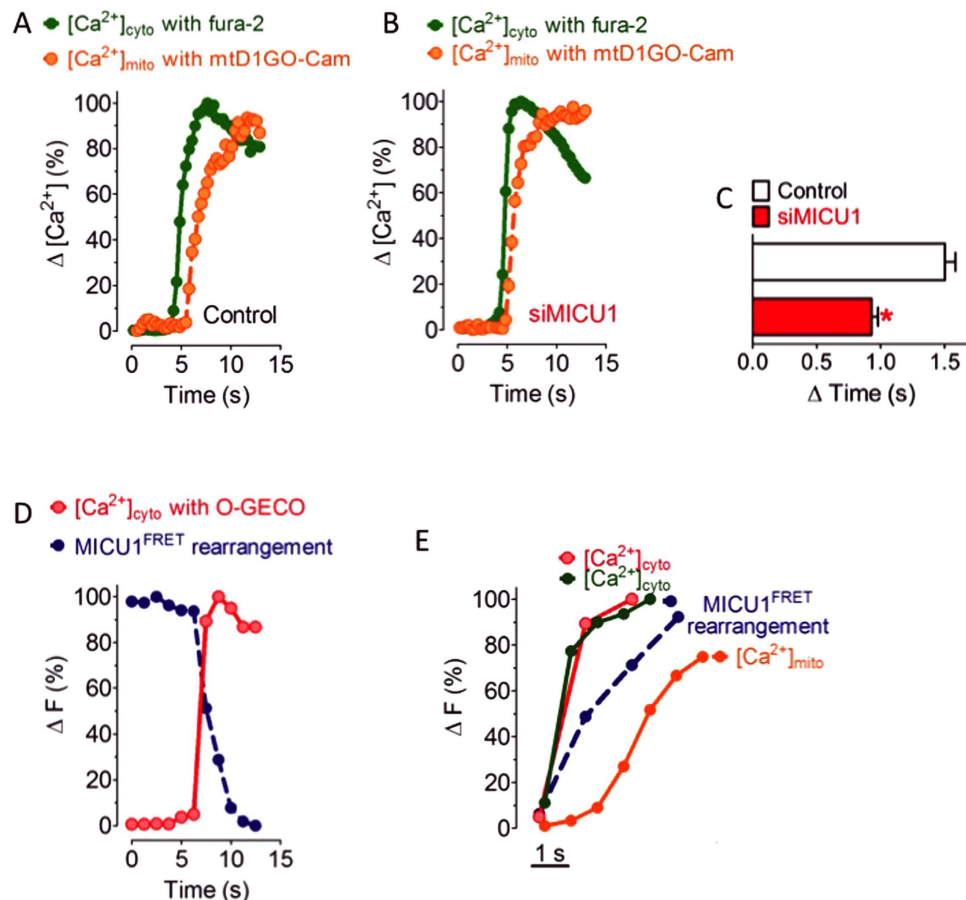 A
[Ca²⁺]cyto with fura-2
[Ca²⁺]mito with mtD1GO-Cam
100
80
60
40
20
0
Δ [Ca²⁺] (%)
Control
0 5 10 15
Time (s)
B
[Ca²⁺]cyto with fura-2
[Ca²⁺]mito with mtD1GO-Cam
100
80
60
40
20
0
Δ [Ca²⁺] (%)
siMICU1
0 5 10 15
Time (s)
C
Control
siMICU1
*
0.0 0.5 1.0 1.5
Δ Time (s)
D
[Ca²⁺]cyto with O-GECO
MICU1FRET rearrangement
100
80
60
40
20
0
Δ F (%)
0 5 10 15
Time (s)
E
[Ca²⁺]cyto
[Ca²⁺]cyto
MICU1FRET
rearrangement
[Ca²⁺]mito
100
80
60
40
20
0
Δ F (%)
1 s